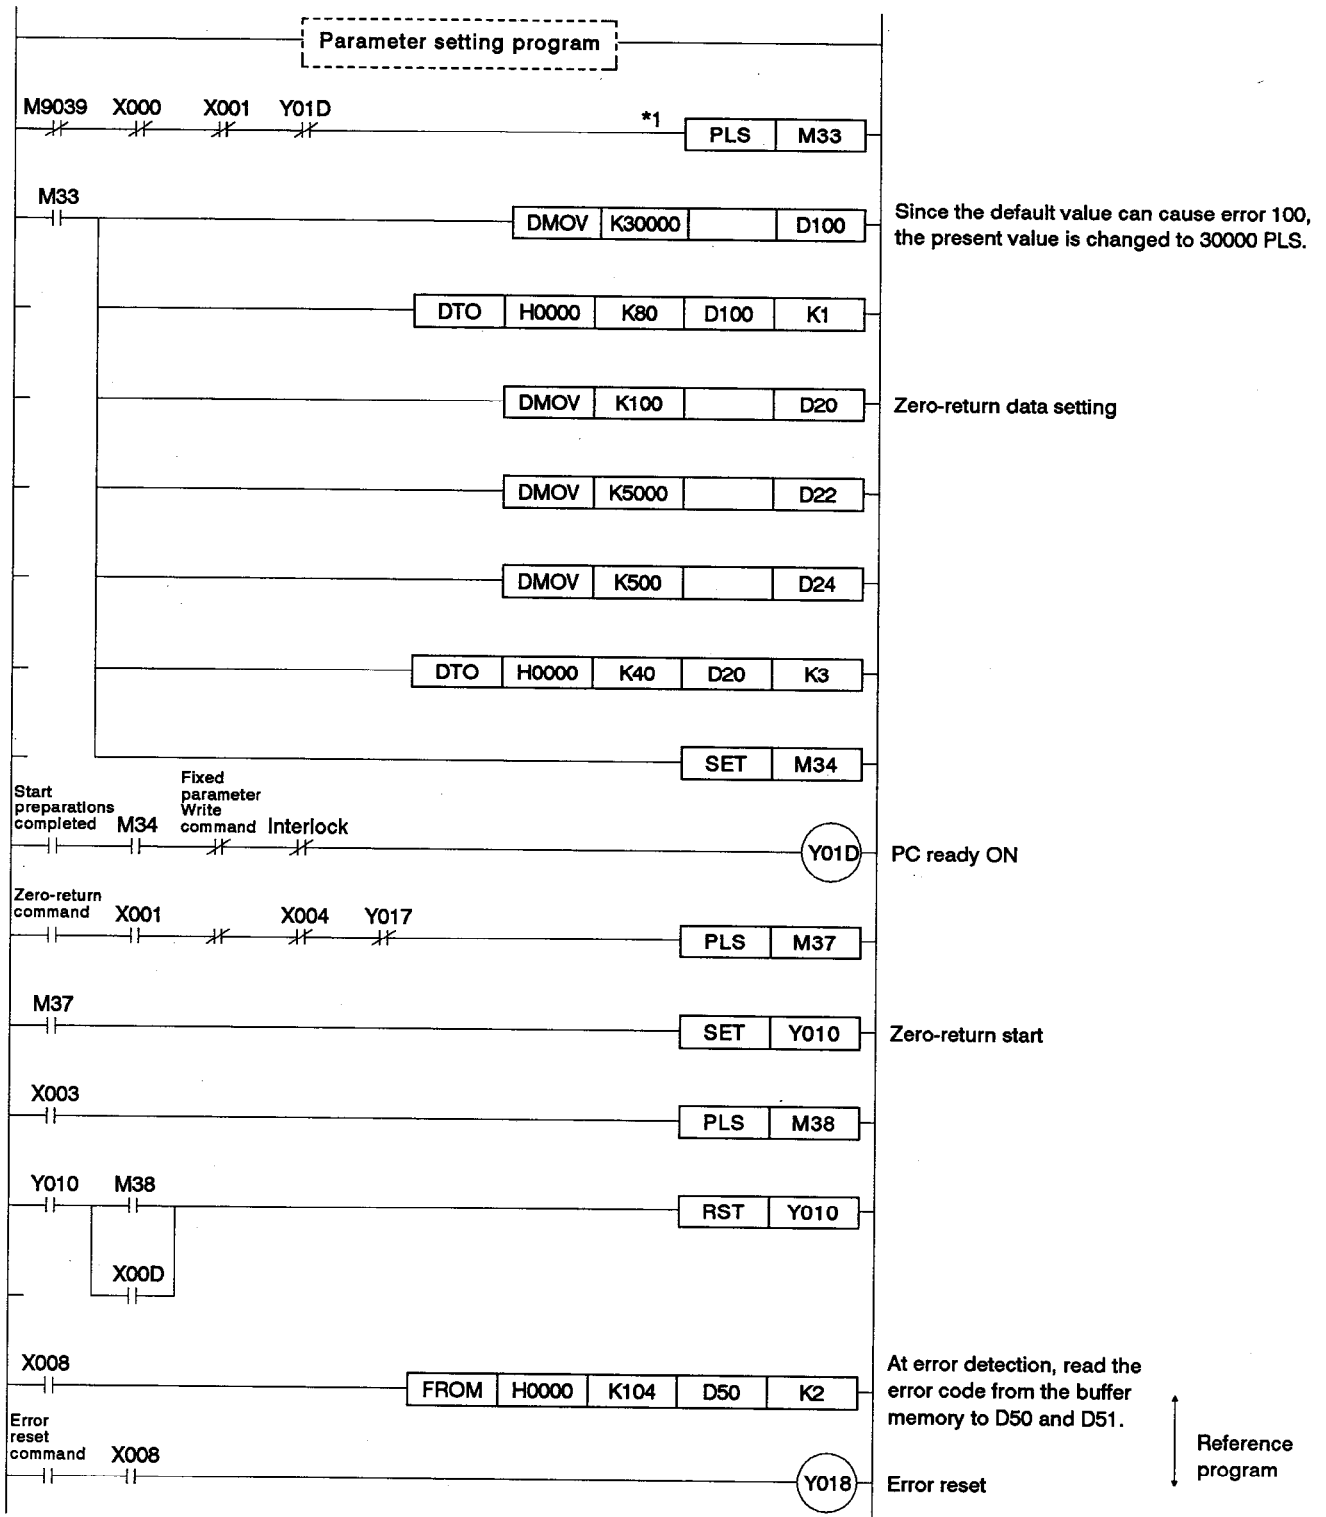 Parameter setting program
M9039 X000 X001 Y01D *1 PLS M33
M33
DMOV K30000 D100
Since the default value can cause error 100,
the present value is changed to 30000 PLS.
DTO H0000 K80 D100 K1
DMOV K100 D20 Zero-return data setting
DMOV K5000 D22
DMOV K500 D24
DTO H0000 K40 D20 K3
SET M34
Start
preparations
completed
M34
Fixed
parameter
Write
command
Interlock
Y01D PC ready ON
Zero-return
command
X001 X004 Y017
PLS M37
M37
SET Y010 Zero-return start
X003
PLS M38
Y010 M38
RST Y010
X00D
X008
FROM H0000 K104 D50 K2
At error detection, read the
error code from the buffer
memory to D50 and D51.
Error
reset
command
X008
Y018 Error reset
Reference
program